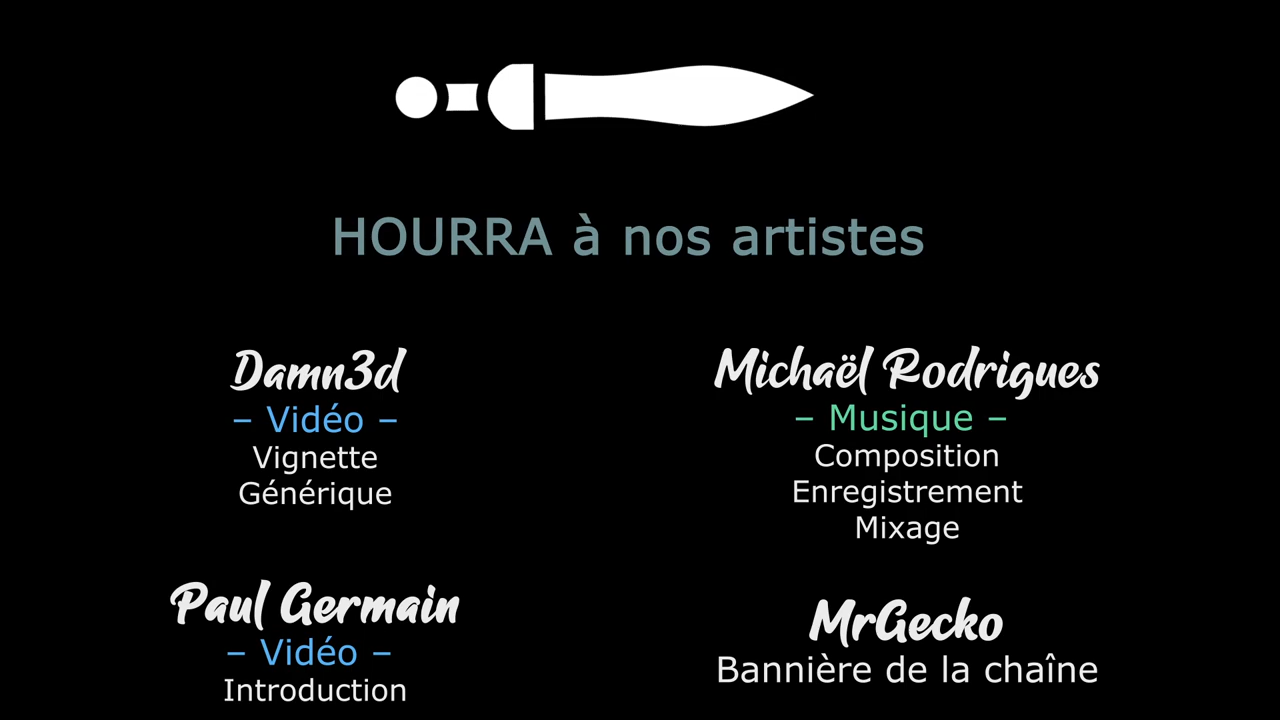 HOURRA à nos artistes
Damn3d
– Vidéo –
Vignette
Générique
Michaël Rodrigues
– Musique –
Composition
Enregistrement
Mixage
Paul Germain
– Vidéo –
Introduction
MrGecko
Bannière de la chaîne